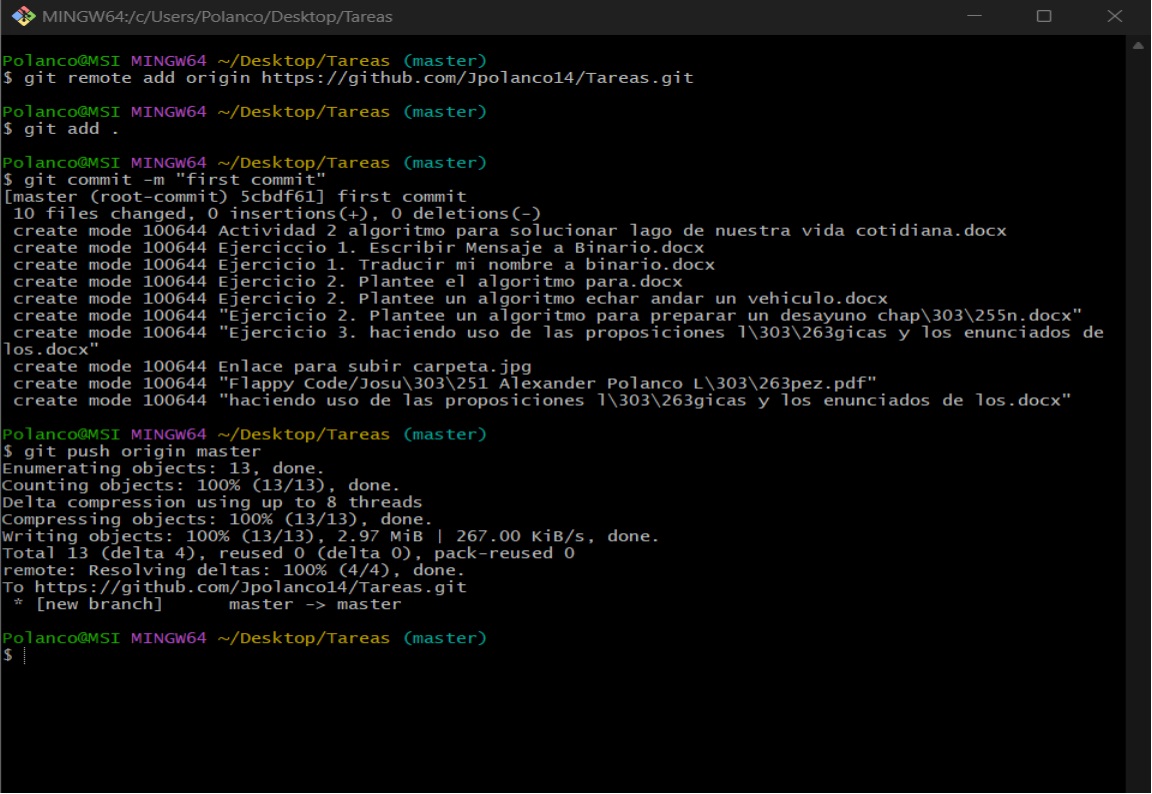 MINGW64:/c/Users/Polanco/Desktop/Tareas
Polanco@MSI MINGW64 ~/Desktop/Tareas (master)
$ git remote add origin https://github.com/Jpolanco14/Tareas.git
Polanco@MSI MINGW64 ~/Desktop/Tareas (master)
$ git add .
Polanco@MSI MINGW64 ~/Desktop/Tareas (master)
$ git commit -m "first commit"
[master (root-commit) 5cbdf61] first commit
 10 files changed, 0 insertions(+), 0 deletions(-)
 create mode 100644 Actividad 2 algoritmo para solucionar lago de nuestra vida cotidiana.docx
 create mode 100644 Ejerciccio 1. Escribir Mensaje a Binario.docx
 create mode 100644 Ejercicio 1. Traducir mi nombre a binario.docx
 create mode 100644 Ejercicio 2. Plantee el algoritmo para.docx
 create mode 100644 Ejercicio 2. Plantee un algoritmo echar andar un vehiculo.docx
 create mode 100644 "Ejercicio 2. Plantee un algoritmo para preparar un desayuno chap\303\255n.docx"
 create mode 100644 "Ejercicio 3. haciendo uso de las proposiciones l\303\263gicas y los enunciados de
los.docx"
 create mode 100644 Enlace para subir carpeta.jpg
 create mode 100644 "Flappy Code/Josu\303\251 Alexander Polanco L\303\263pez.pdf"
 create mode 100644 "haciendo uso de las proposiciones l\303\263gicas y los enunciados de los.docx"
Polanco@MSI MINGW64 ~/Desktop/Tareas (master)
$ git push origin master
Enumerating objects: 13, done.
Counting objects: 100% (13/13), done.
Delta compression using up to 8 threads
Compressing objects: 100% (13/13), done.
Writing objects: 100% (13/13), 2.97 MiB | 267.00 KiB/s, done.
Total 13 (delta 4), reused 0 (delta 0), pack-reused 0
remote: Resolving deltas: 100% (4/4), done.
To https://github.com/Jpolanco14/Tareas.git
 * [new branch]      master -> master
Polanco@MSI MINGW64 ~/Desktop/Tareas (master)
$